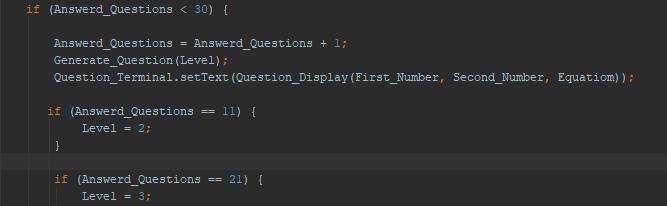 if (Answerd_Questions < 30) {
Answerd_Questions = Answerd_Questions + 1;
Generate_Question(Level);
Question_Terminal.setText(Question_Display(First_Number, Second_Number, Equatiom));
if (Answerd_Questions == 11) {
Level = 2;
}
if (Answerd_Questions == 21) {
Level = 3;